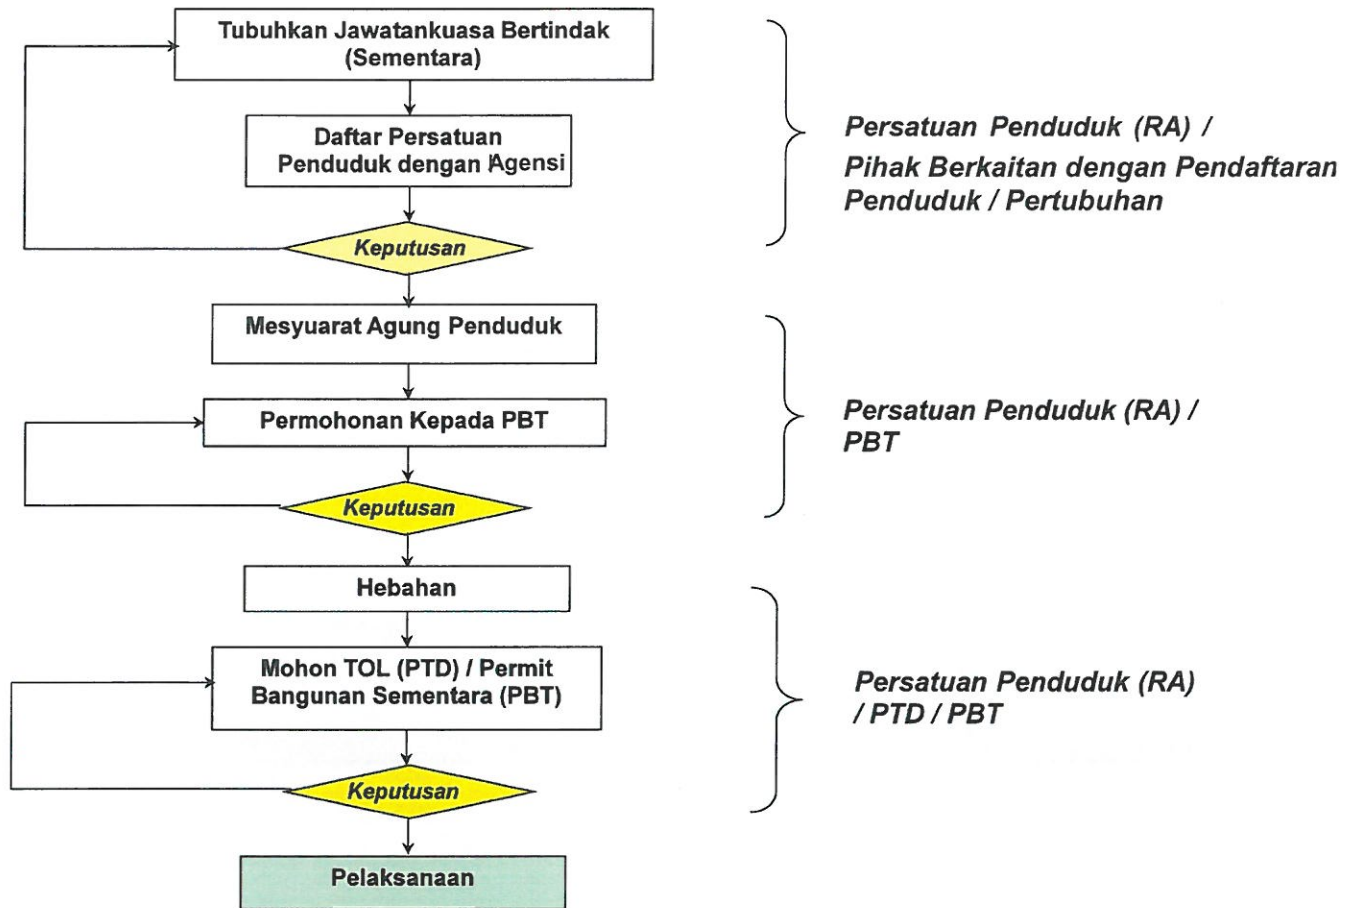 Tubuhkan Jawatankuasa Bertindak
(Sementara)
Daftar Persatuan
Penduduk dengan Agensi
Persatuan Penduduk (RA) /
Pihak Berkaitan dengan Pendaftaran
Penduduk / Pertubuhan
Keputusan
Mesyuarat Agung Penduduk
Permohonan Kepada PBT
Persatuan Penduduk (RA) /
PBT
Keputusan
Hebahan
Mohon TOL (PTD) / Permit
Bangunan Sementara (PBT)
Persatuan Penduduk (RA)
/ PTD / PBT
Keputusan
Pelaksanaan